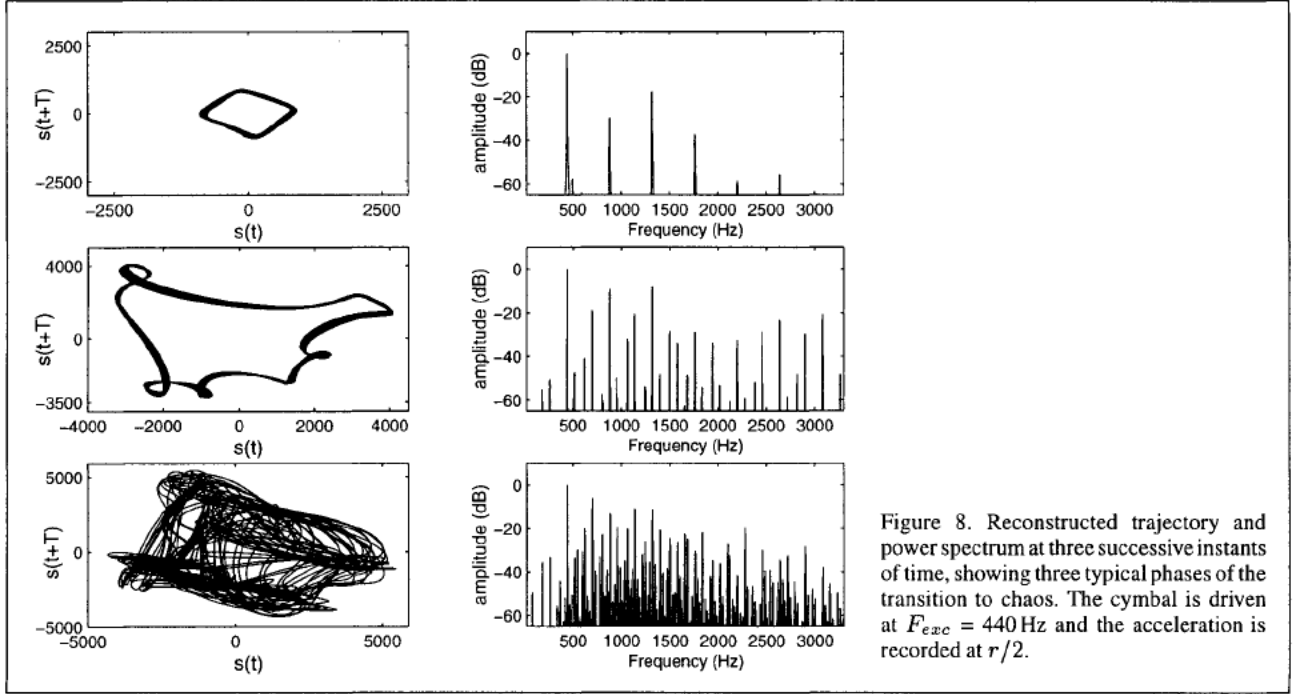 2500
0
−2500
s(t+T)
−2500
0
2500
s(t)
0
−20
−40
−60
amplitude (dB)
500 1000 1500 2000 2500 3000
Frequency (Hz)
4000
0
−3500
s(t+T)
−4000 −2000 0 2000 4000
s(t)
0
−20
−40
−60
amplitude (dB)
500 1000 1500 2000 2500 3000
Frequency (Hz)
5000
0
−5000
s(t+T)
−5000
0
5000
s(t)
0
−20
−40
−60
amplitude (dB)
500 1000 1500 2000 2500 3000
Frequency (Hz)
Figure 8. Reconstructed trajectory and
power spectrum at three successive instants
of time, showing three typical phases of the
transition to chaos. The cymbal is driven
at F_exc = 440 Hz and the acceleration is
recorded at r/2.